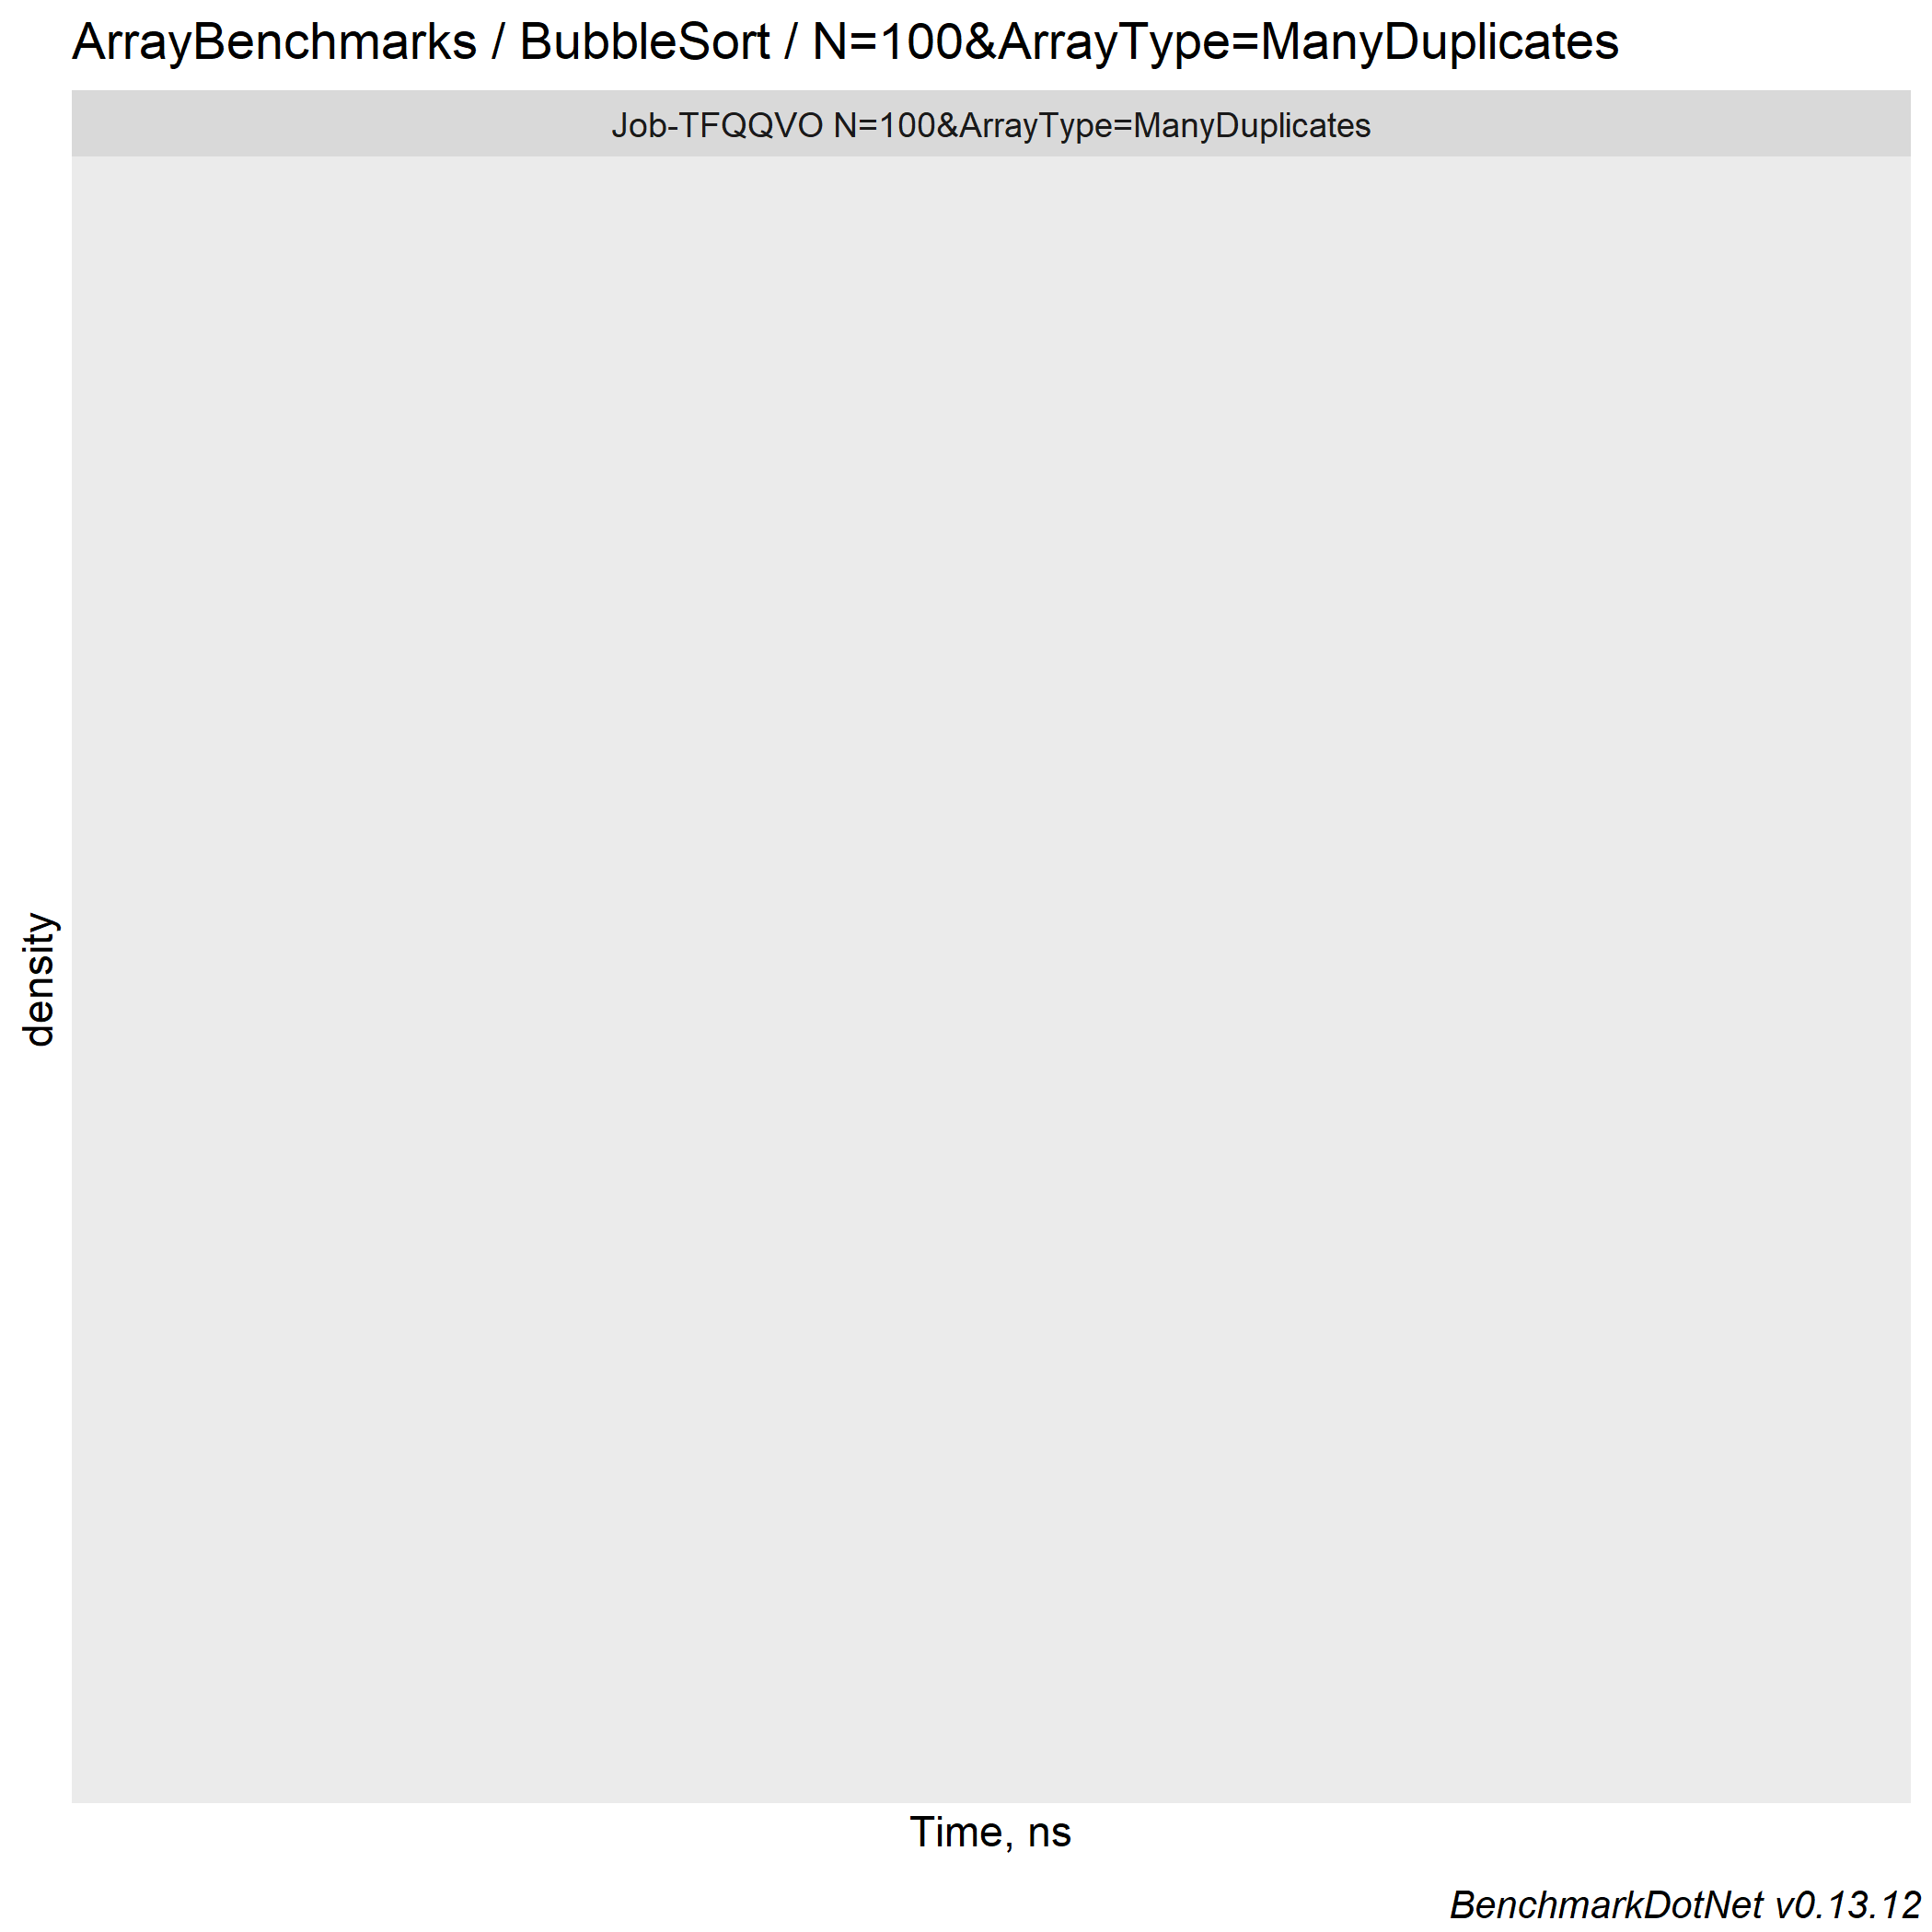 ArrayBenchmarks / BubbleSort / N=100&ArrayType=ManyDuplicates
Job-TFQQVO N=100&ArrayType=ManyDuplicates
density
Time, ns
BenchmarkDotNet v0.13.12